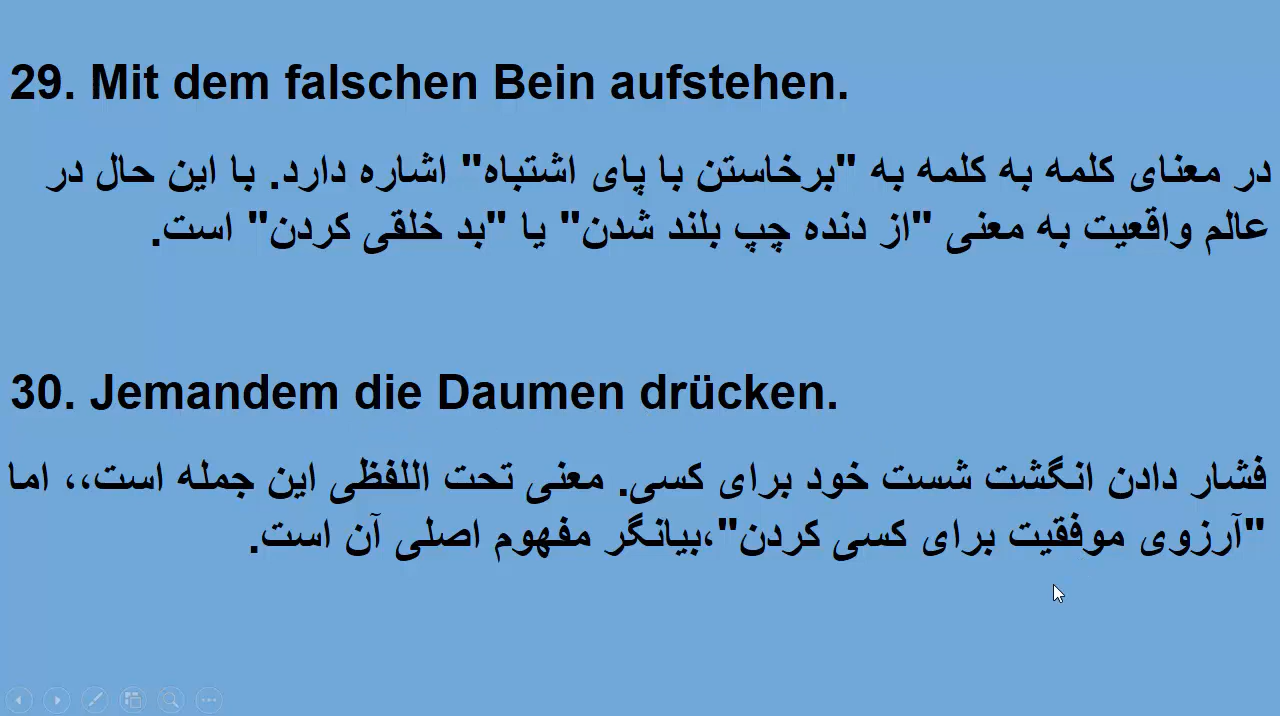 29. Mit dem falschen Bein aufstehen.
در معنای کلمه به کلمه به "برخاستن با پای اشتباه" اشاره دارد. با این حال در
عالم واقعیت به معنی "از دنده چپ بلند شدن" یا "بد خلقی کردن" است.
30. Jemandem die Daumen drücken.
فشار دادن انگشت شست خود برای کسی. معنی تحت اللفظی این جمله است،، اما
"آرزوی موفقیت برای کسی کردن"،بیانگر مفهوم اصلی آن است.